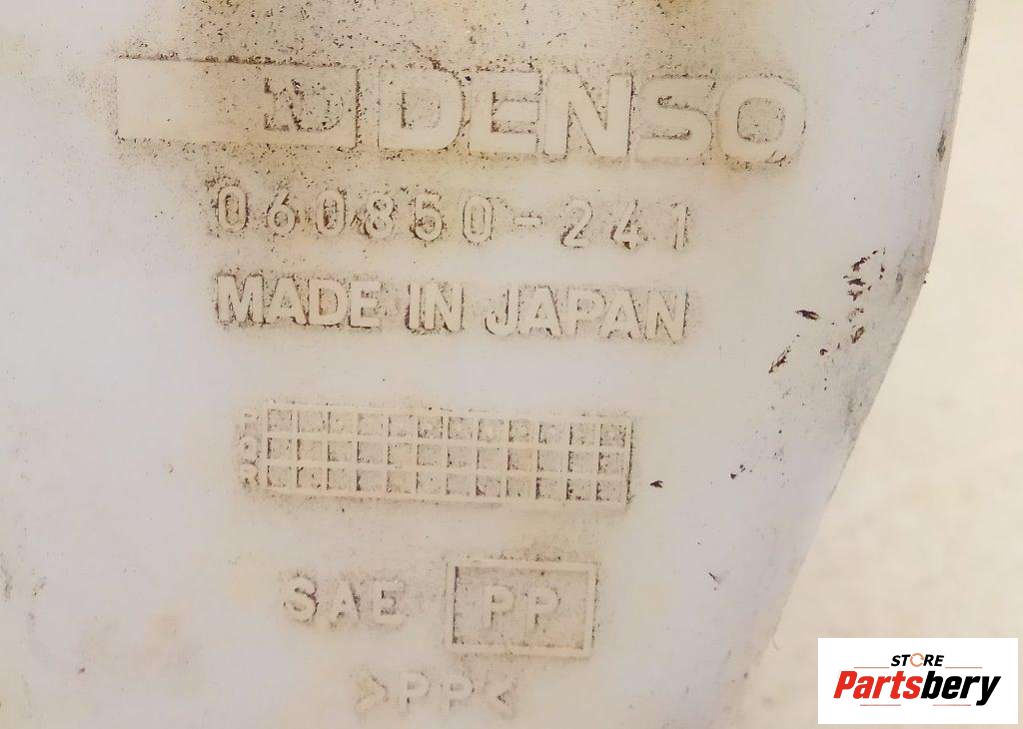 DENSO
060850-241
MADE IN JAPAN
SAE PP
>PP<
STORE
Partsbery